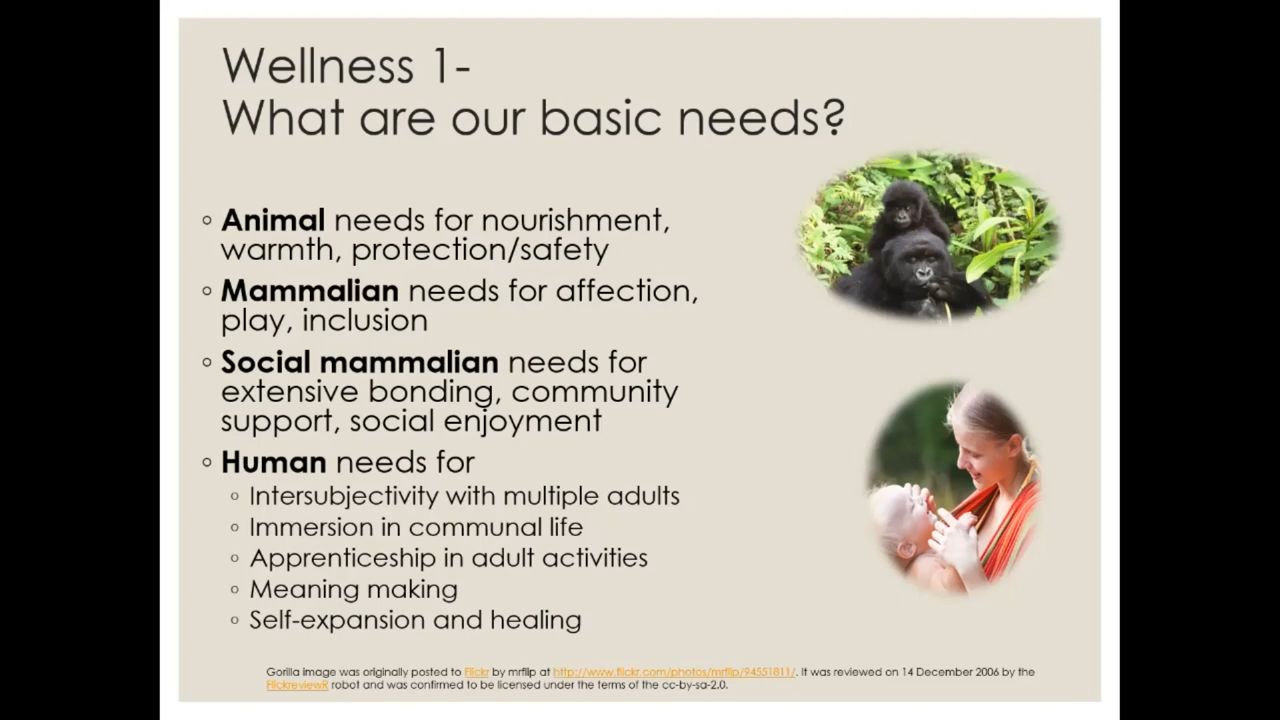 Wellness 1-
What are our basic needs?
◦ Animal needs for nourishment,
warmth, protection/safety
◦ Mammalian needs for affection,
play, inclusion
◦ Social mammalian needs for
extensive bonding, community
support, social enjoyment
◦ Human needs for
◦ Intersubjectivity with multiple adults
◦ Immersion in communal life
◦ Apprenticeship in adult activities
◦ Meaning making
◦ Self-expansion and healing
Gorilla image was originally posted to Flickr by mrflip at http://www.flickr.com/photos/mrflip/94551811/. It was reviewed on 14 December 2006 by the
FlickreviewR robot and was confirmed to be licensed under the terms of the cc-by-sa-2.0.